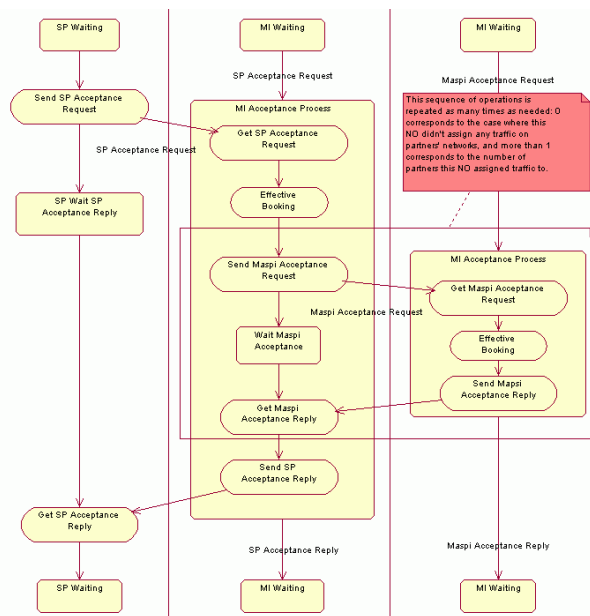 SP Waiting
MI Waiting
MI Waiting
SP Acceptance Request
Maspi Acceptance Request
Send SP Acceptance
Request
MI Acceptance Process
This sequence of operations is
repeated as many times as needed: 0
corresponds to the case where this
NO didn't assign any traffic on
partners' networks, and more than 1
corresponds to the number of
partners this NO assigned traffic to.
Get SP Acceptance
Request
SP Acceptance Request
SP Wait SP
Acceptance Reply
Effective
Booking
Send Maspi Acceptance
Request
MI Acceptance Process
Get Maspi Acceptance
Request
Maspi Acceptance Request
Wait Maspi
Acceptance
Effective
Booking
Send Mapsi
Acceptance Reply
Get Maspi
Acceptance Reply
Send SP
Acceptance Reply
Get SP Acceptance
Reply
SP Acceptance Reply
Maspi Acceptance Reply
SP Waiting
MI Waiting
MI Waiting